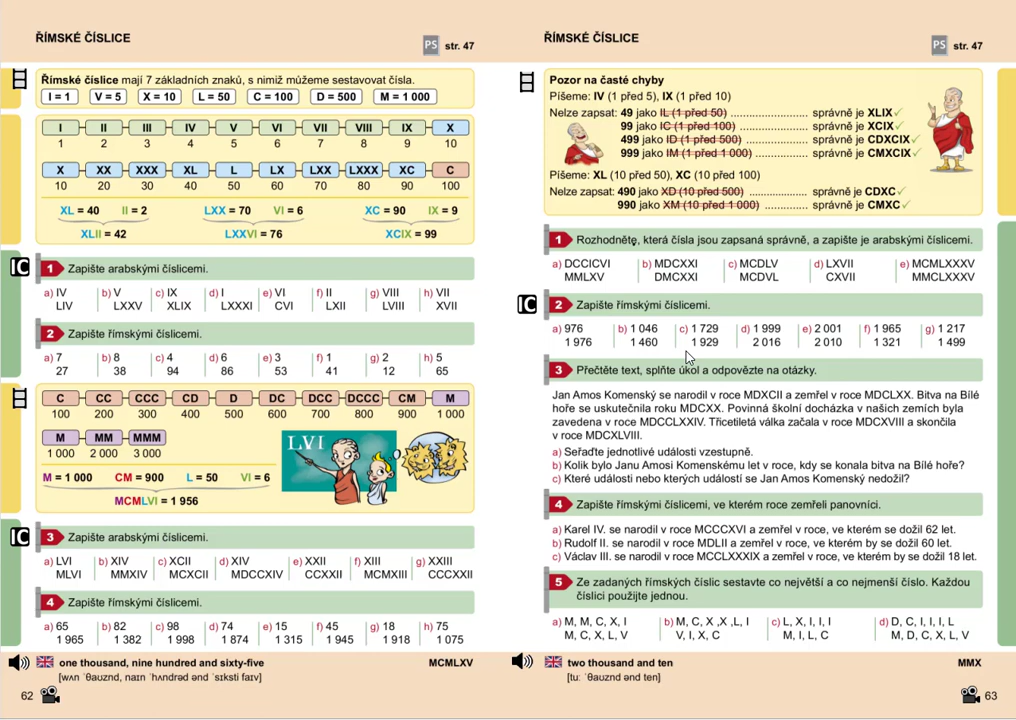 ŘÍMSKÉ ČÍSLICE
PS str. 47
Římské číslice mají 7 základních znaků, s nimiž můžeme sestavovat čísla.
I = 1 V = 5 X = 10 L = 50 C = 100 D = 500 M = 1 000
I II III IV V VI VII VIII IX X
1 2 3 4 5 6 7 8 9 10
X XX XXX XL L LX LXX LXXX XC C
10 20 30 40 50 60 70 80 90 100
XL = 40 II = 2 LXX = 70 VI = 6 XC = 90 IX = 9
XLII = 42 LXXVI = 76 XCIX = 99
IC
1 Zapište arabskými číslicemi.
a) IV b) V c) IX d) I e) VI f) II g) VIII h) VII
LIV LXXV XLIX LXXXI CVI LXII LVIII XVII
2 Zapište římskými číslicemi.
a) 7 b) 8 c) 4 d) 6 e) 3 f) 1 g) 2 h) 5
27 38 94 86 53 41 12 65
C CC CCC CD D DC DCC DCCC CM M
100 200 300 400 500 600 700 800 900 1 000
M MM MMM
1 000 2 000 3 000
LVI
M = 1 000 CM = 900 L = 50 VI = 6
MCMLVI = 1 956
IC
3 Zapište arabskými číslicemi.
a) LVI b) XIV c) XCII d) XIV e) XXII f) XIII g) XXIII
MLVI MMXIV MCXCII MDCCXIV CCXXII MCMXIII CCCXXII
4 Zapište římskými číslicemi.
a) 65 b) 82 c) 98 d) 74 e) 15 f) 45 g) 18 h) 75
1 965 1 382 1 998 1 874 1 315 1 945 1 918 1 075
one thousand, nine hundred and sixty-five MCMLXV
[wʌn ˈθaʊznd, naɪn ˈhʌndrəd ənd ˈsɪksti faɪv]
62
ŘÍMSKÉ ČÍSLICE
PS str. 47
Pozor na časté chyby
Píšeme: IV (1 před 5), IX (1 před 10)
Nelze zapsat: 49 jako IL (1 před 50) ........................ správně je XLIX ✓
99 jako IC (1 před 100) ..................... správně je XCIX ✓
499 jako ID (1 před 500) ................... správně je CDXCIX ✓
999 jako IM (1 před 1 000) ................ správně je CMXCIX ✓
Píšeme: XL (10 před 50), XC (10 před 100)
Nelze zapsat: 490 jako XD (10 před 500) .................. správně je CDXC ✓
990 jako XM (10 před 1 000) .............. správně je CMXC ✓
1 Rozhodněte, která čísla jsou zapsaná správně, a zapište je arabskými číslicemi.
a) DCCICVI b) MDCXXI c) MCDLV d) LXVII e) MCMLXXXV
MMLXV DMCXXI MCDVL CXVII MMCLXXXV
IC
2 Zapište římskými číslicemi.
a) 976 b) 1 046 c) 1 729 d) 1 999 e) 2 001 f) 1 965 g) 1 217
1 976 1 460 1 929 2 016 2 010 1 321 1 499
3 Přečtěte text, splňte úkol a odpovězte na otázky.
Jan Amos Komenský se narodil v roce MDXCII a zemřel v roce MDCLXX. Bitva na Bílé
hoře se uskutečnila roku MDCXX. Povinná školní docházka v našich zemích byla
zavedena v roce MDCCLXXIV. Třicetiletá válka začala v roce MDCXVIII a skončila
v roce MDCXLVIII.
a) Seřaďte jednotlivé události vzestupně.
b) Kolik bylo Janu Amosi Komenskému let v roce, kdy se konala bitva na Bílé hoře?
c) Které události nebo kterých událostí se Jan Amos Komenský nedožil?
4 Zapište římskými číslicemi, ve kterém roce zemřeli panovníci.
a) Karel IV. se narodil v roce MCCCXVI a zemřel v roce, ve kterém se dožil 62 let.
b) Rudolf II. se narodil v roce MDLII a zemřel v roce, ve kterém by se dožil 60 let.
c) Václav III. se narodil v roce MCCLXXXIX a zemřel v roce, ve kterém by se dožil 18 let.
5 Ze zadaných římských číslic sestavte co největší a co nejmenší číslo. Každou
číslici použijte jednou.
a) M, M, C, X, I b) M, C, X ,X ,L, I c) L, X, I, I, I d) D, C, I, I, I, L
M, C, X, L, V V, I, X, C M, I, L, C M, D, C, X, L, V
two thousand and ten MMX
[tuː ˈθaʊznd ənd ten]
63